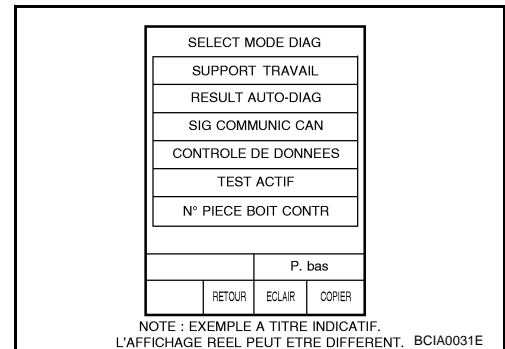 SELECT MODE DIAG
SUPPORT TRAVAIL
RESULT AUTO-DIAG
SIG COMMUNIC CAN
CONTROLE DE DONNEES
TEST ACTIF
N° PIECE BOIT CONTR
P. bas
RETOUR ECLAIR COPIER
NOTE : EXEMPLE A TITRE INDICATIF.
L'AFFICHAGE REEL PEUT ETRE DIFFERENT. BCIA0031E